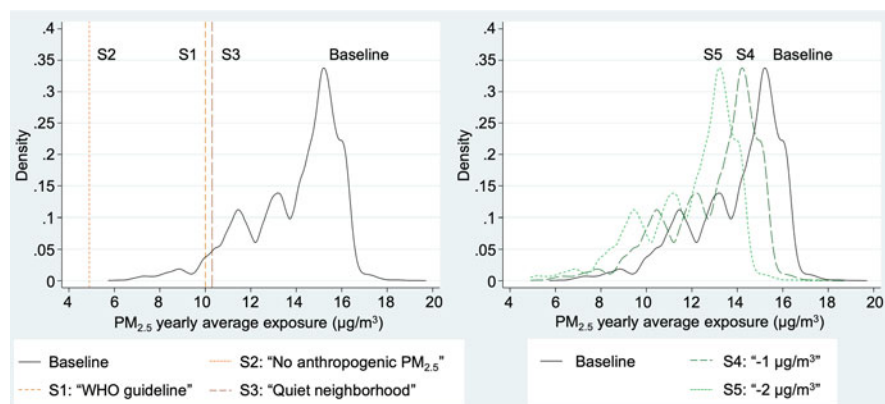 .4
.35
.3
.25
.2
.15
.1
.05
0
Density
S2
S1
S3
Baseline
4 6 8 10 12 14 16 18 20
PM2.5 yearly average exposure (μg/m³)
Baseline
S2: “No anthropogenic PM2.5”
S1: “WHO guideline”
S3: “Quiet neighborhood”
.4
.35
.3
.25
.2
.15
.1
.05
0
Density
S5 S4 Baseline
4 6 8 10 12 14 16 18 20
PM2.5 yearly average exposure (μg/m³)
Baseline
S4: “-1 μg/m³”
S5: “-2 μg/m³”